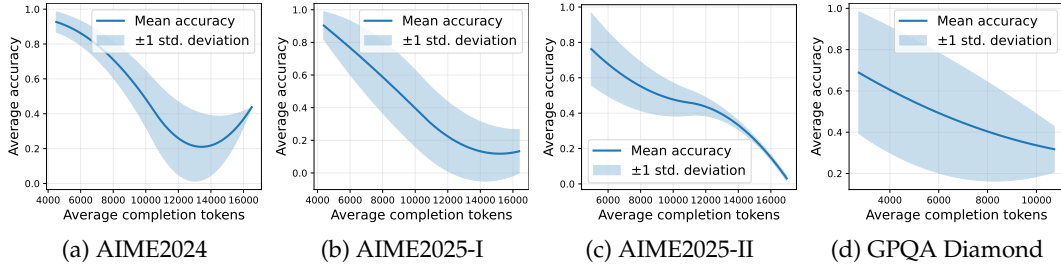 Average accuracy
1.0
0.8
0.6
0.4
0.2
0.0
Mean accuracy
±1 std. deviation
4000 6000 8000 10000 12000 14000 16000
Average completion tokens
(a) AIME2024
Average accuracy
1.0
0.8
0.6
0.4
0.2
0.0
Mean accuracy
±1 std. deviation
4000 6000 8000 10000 12000 14000 16000
Average completion tokens
(b) AIME2025-I
Average accuracy
1.0
0.8
0.6
0.4
0.2
0.0
Mean accuracy
±1 std. deviation
6000 8000 10000 12000 14000 16000
Average completion tokens
(c) AIME2025-II
Average accuracy
1.0
0.8
0.6
0.4
0.2
Mean accuracy
±1 std. deviation
4000 6000 8000 10000
Average completion tokens
(d) GPQA Diamond